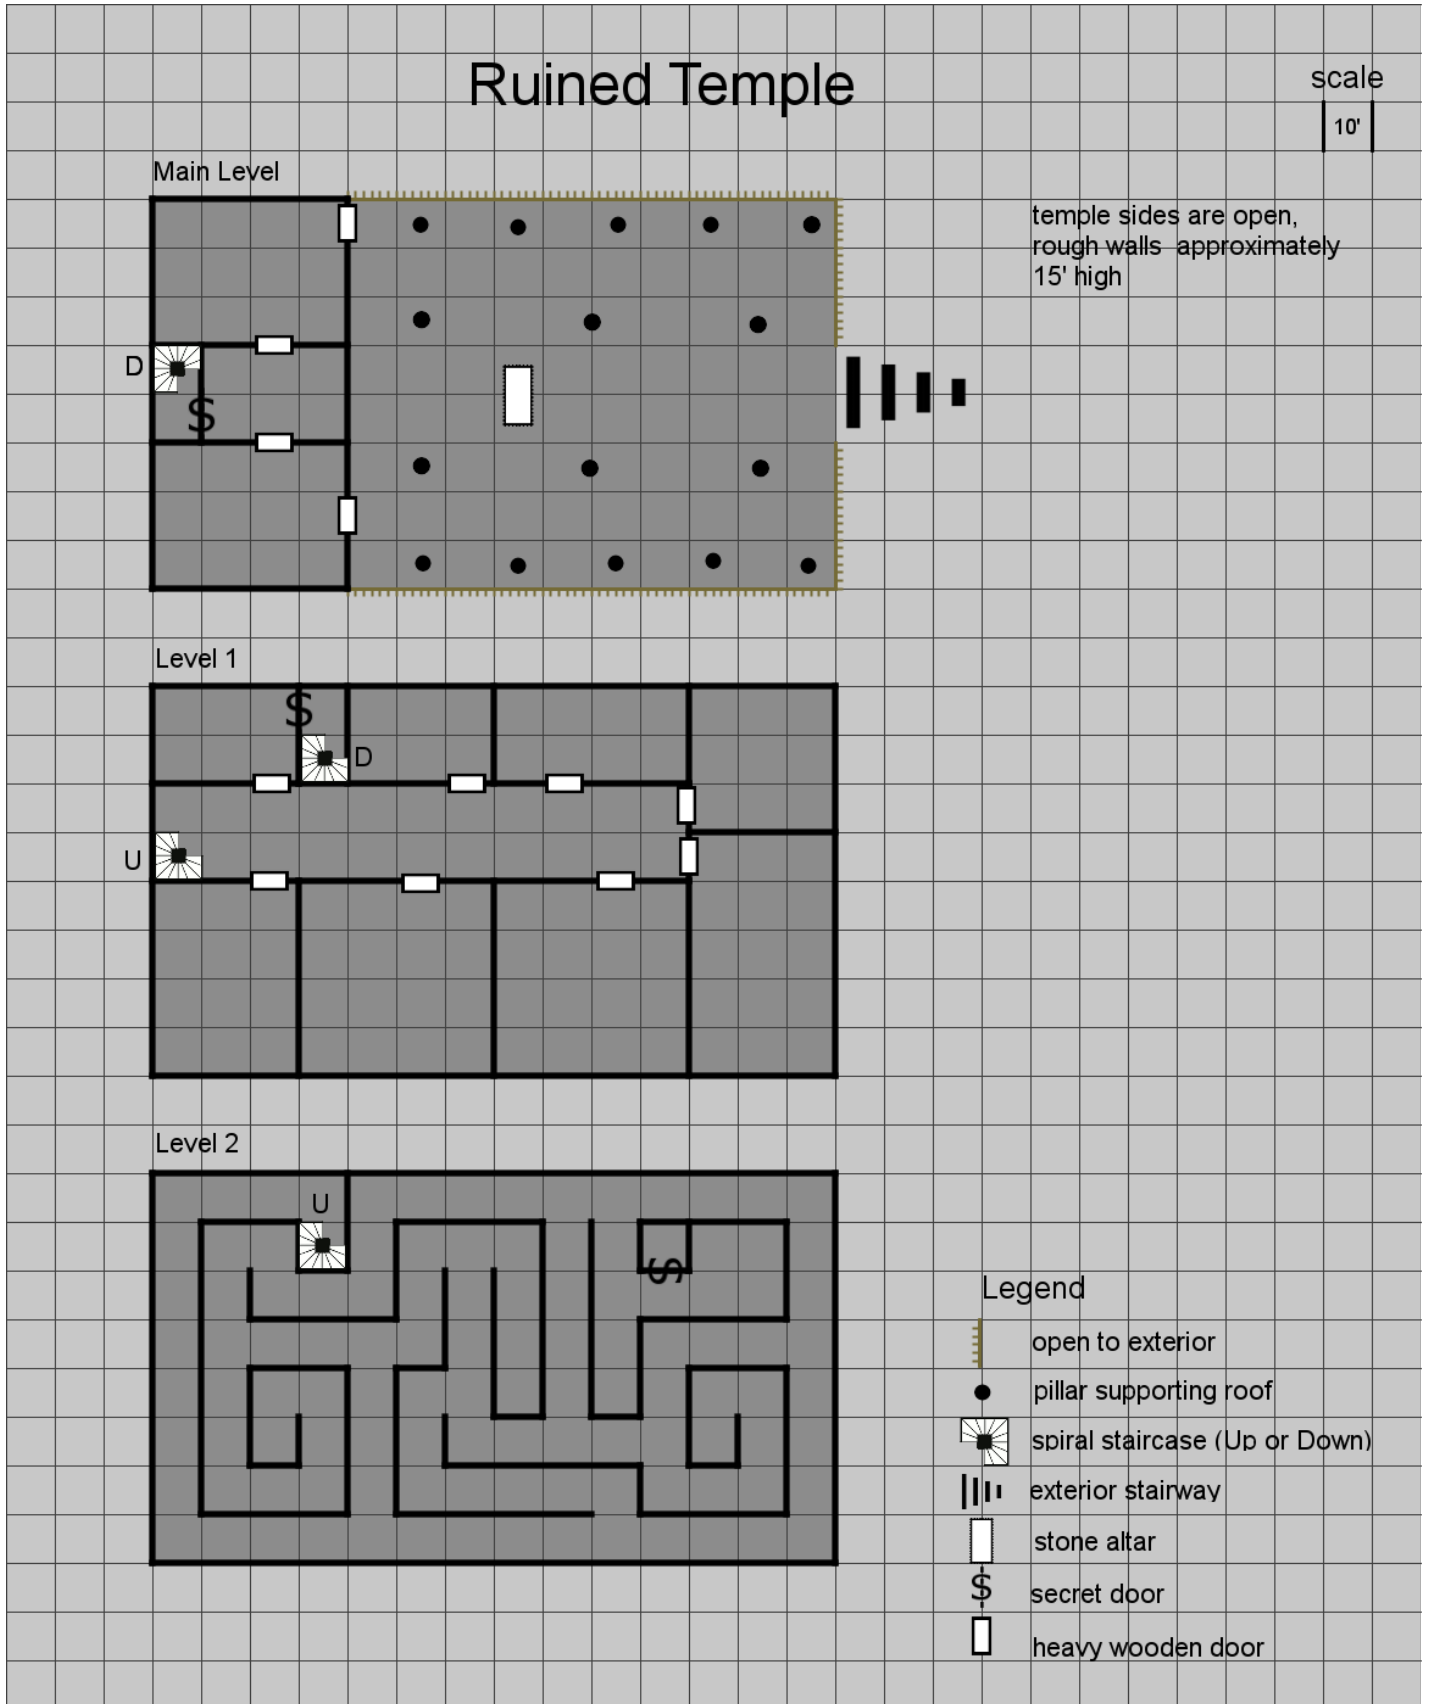 Ruined Temple
scale
10'
Main Level
temple sides are open,
rough walls approximately
15' high
D
$
Level 1
$
D
U
Level 2
U
$
Legend
open to exterior
pillar supporting roof
spiral staircase (Up or Down)
exterior stairway
stone altar
$ secret door
heavy wooden door